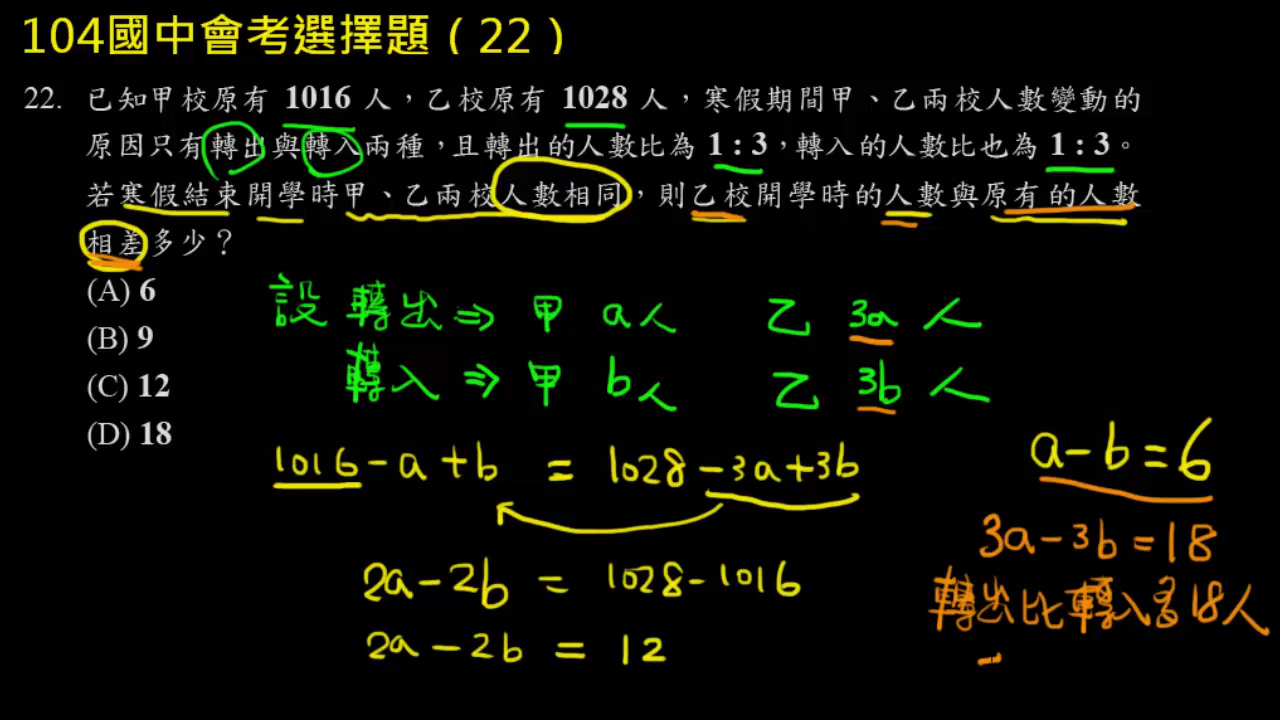 104國中會考選擇題（22）
22. 已知甲校原有 1016 人，乙校原有 1028 人，寒假期間甲、乙兩校人數變動的
原因只有轉出與轉入兩種，且轉出的人數比為 1：3，轉入的人數比也為 1：3。
若寒假結束開學時甲、乙兩校人數相同，則乙校開學時的人數與原有的人數
相差多少？
(A) 6
(B) 9
(C) 12
(D) 18
設 轉出 ⇒ 甲 a人 乙 3a 人
轉入 ⇒ 甲 b人 乙 3b 人
1016-a+b = 1028-3a+3b
2a-2b = 1028-1016
2a-2b = 12
a-b=6
3a-3b=18
轉出比轉入多18人